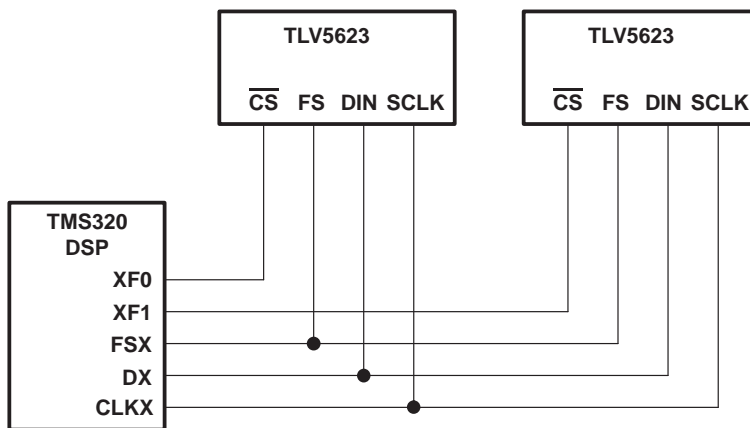 TLV5623
TLV5623
CS FS DIN SCLK
CS FS DIN SCLK
TMS320
DSP
XF0
XF1
FSX
DX
CLKX